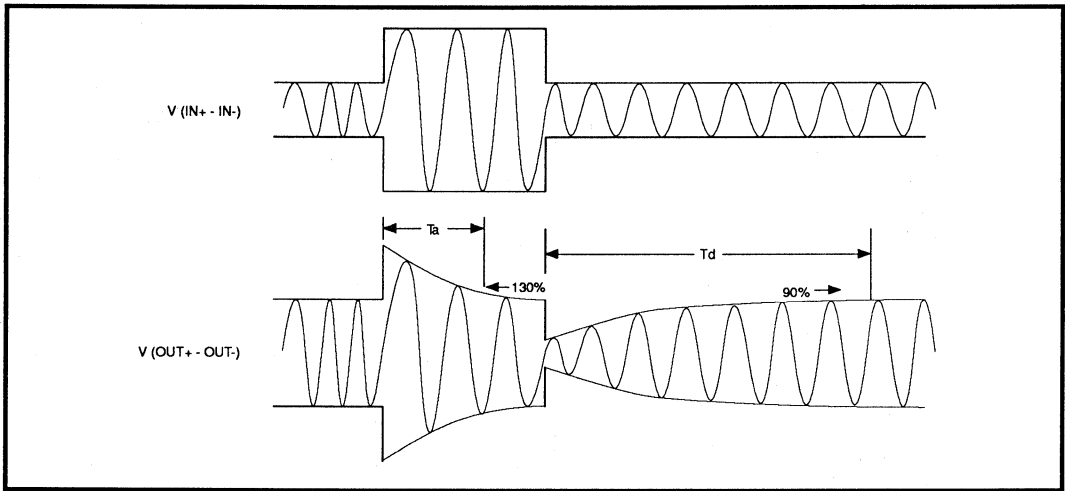 V (IN+ - IN-)
Ta
Td
130%
90%
V (OUT+ - OUT-)